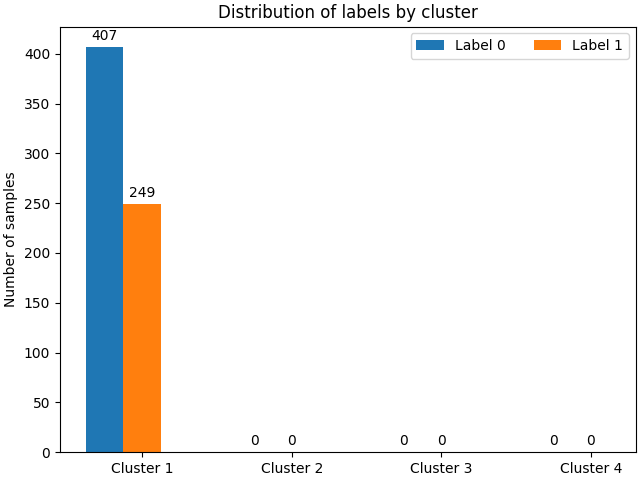 Distribution of labels by cluster
Label 0 Label 1
Number of samples
400
350
300
250
200
150
100
50
0
407
249
0 0 0 0 0 0
Cluster 1 Cluster 2 Cluster 3 Cluster 4